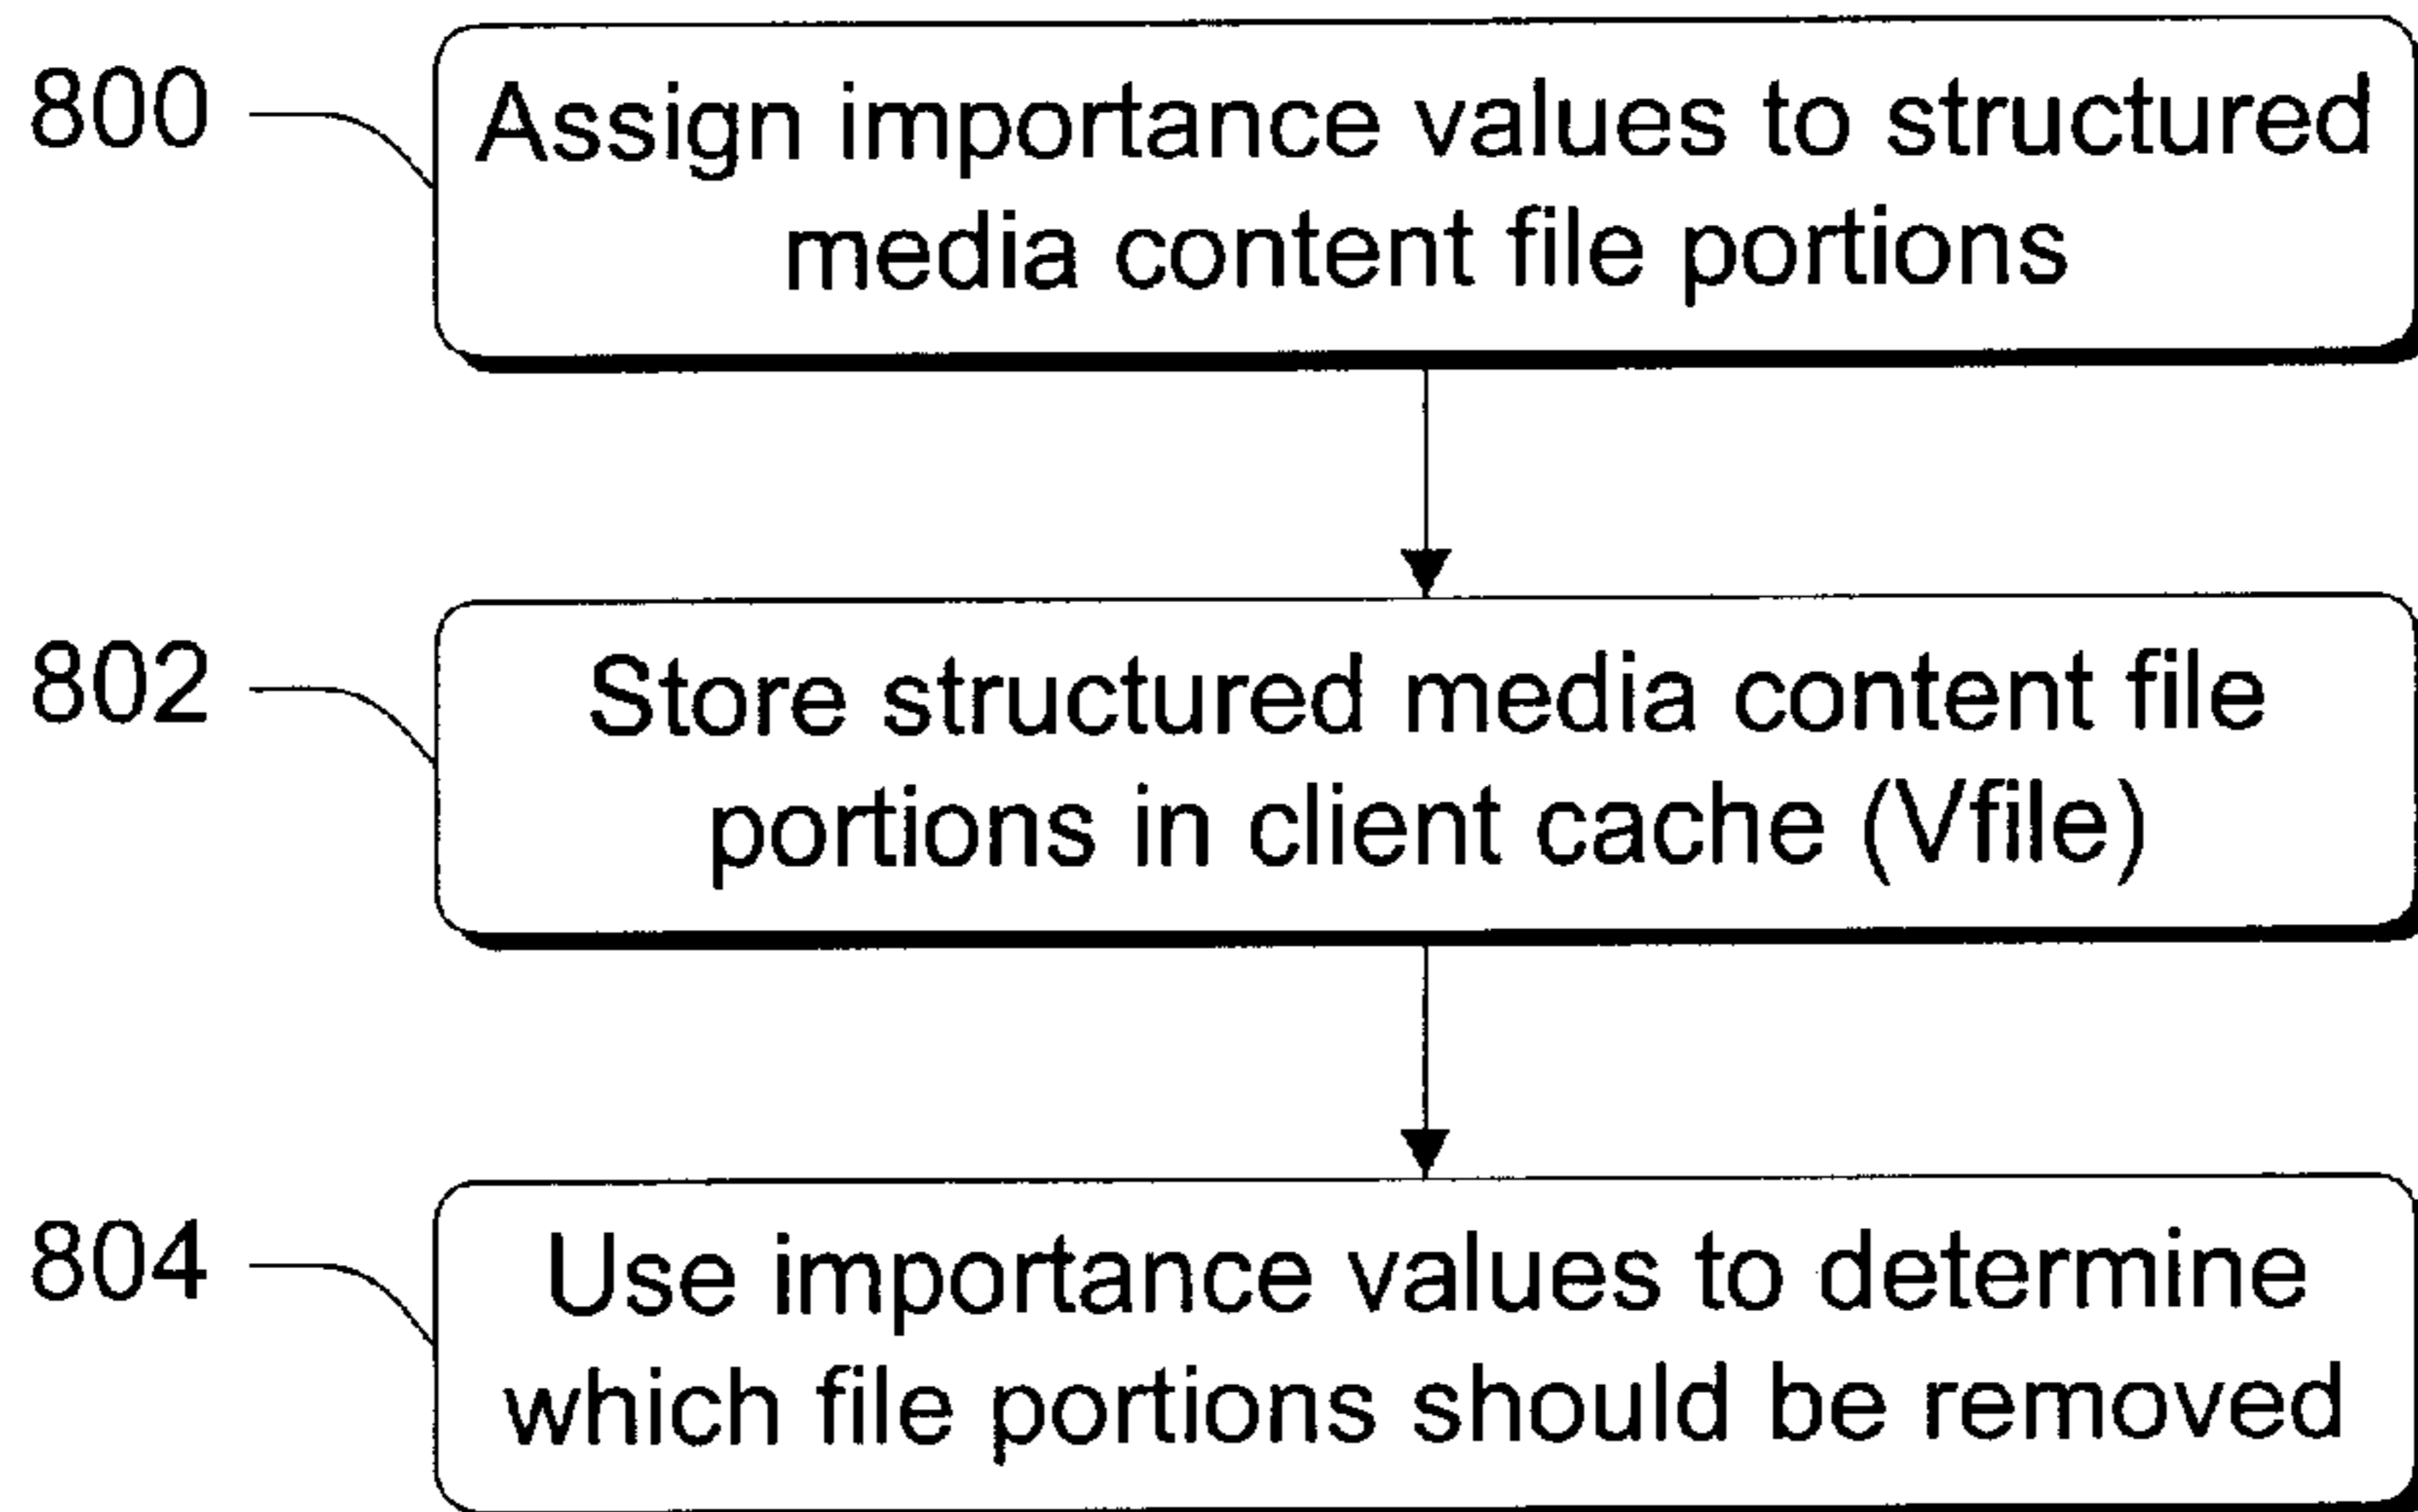 800
Assign importance values to structured
media content file portions
802
Store structured media content file
portions in client cache (Vfile)
804
Use importance values to determine
which file portions should be removed